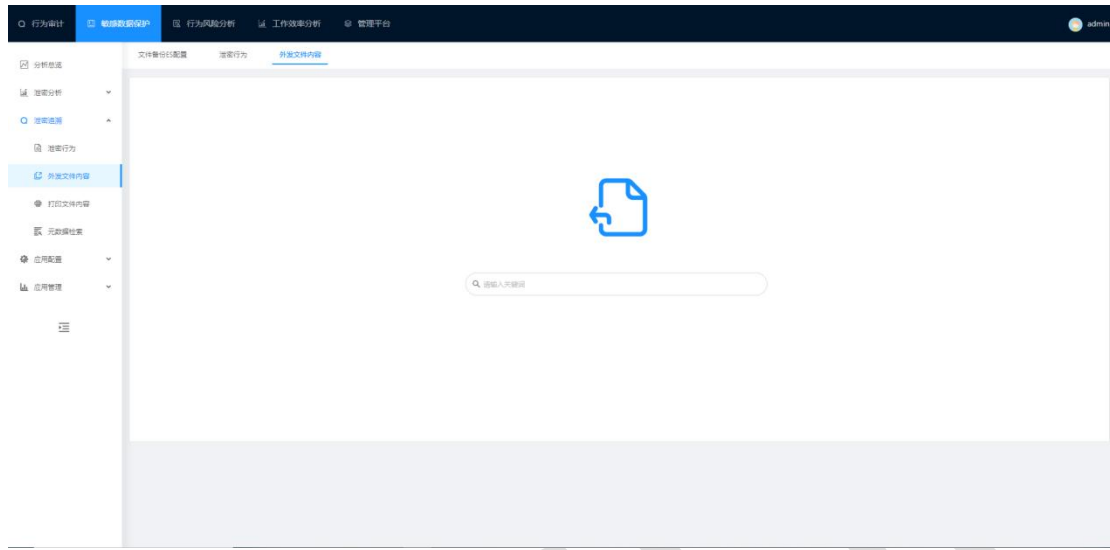 行为审计 敏感数据保护 行为风险分析 工作效率分析 管理平台 admin
文件备份ES配置 泄密行为 外发文件内容
分析总览
泄密分析
泄密追溯
泄密行为
外发文件内容
打印文件内容
元数据检索
应用配置
应用管理
请输入关键词